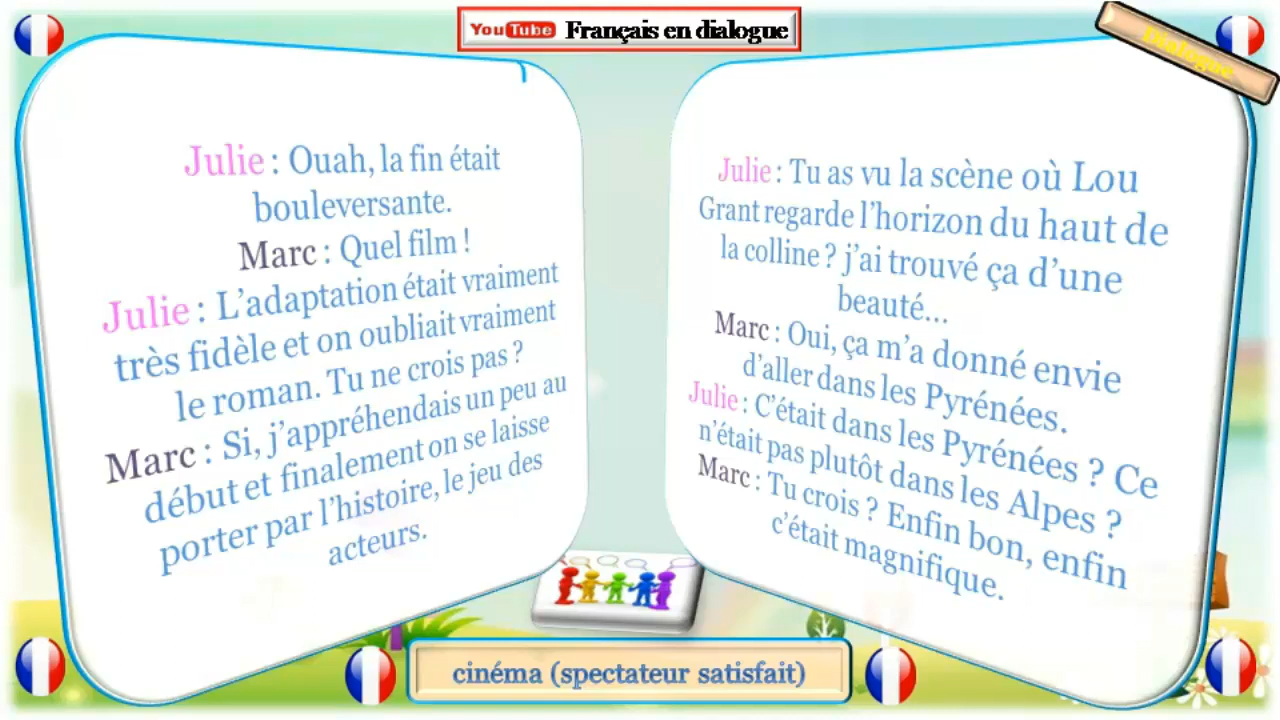 YouTube Français en dialogue
Dialogue
Julie : Ouah, la fin était
bouleversante.
Marc : Quel film !
Julie : L’adaptation était vraiment
très fidèle et on oubliait vraiment
le roman. Tu ne crois pas ?
Marc : Si, j’appréhendais un peu au
début et finalement on se laisse
porter par l’histoire, le jeu des
acteurs.
Julie : Tu as vu la scène où Lou
Grant regarde l’horizon du haut de
la colline ? j’ai trouvé ça d’une
beauté...
Marc : Oui, ça m’a donné envie
d’aller dans les Pyrénées.
Julie : C’était dans les Pyrénées ? Ce
n’était pas plutôt dans les Alpes ?
Marc : Tu crois ? Enfin bon, enfin
c’était magnifique.
cinéma (spectateur satisfait)